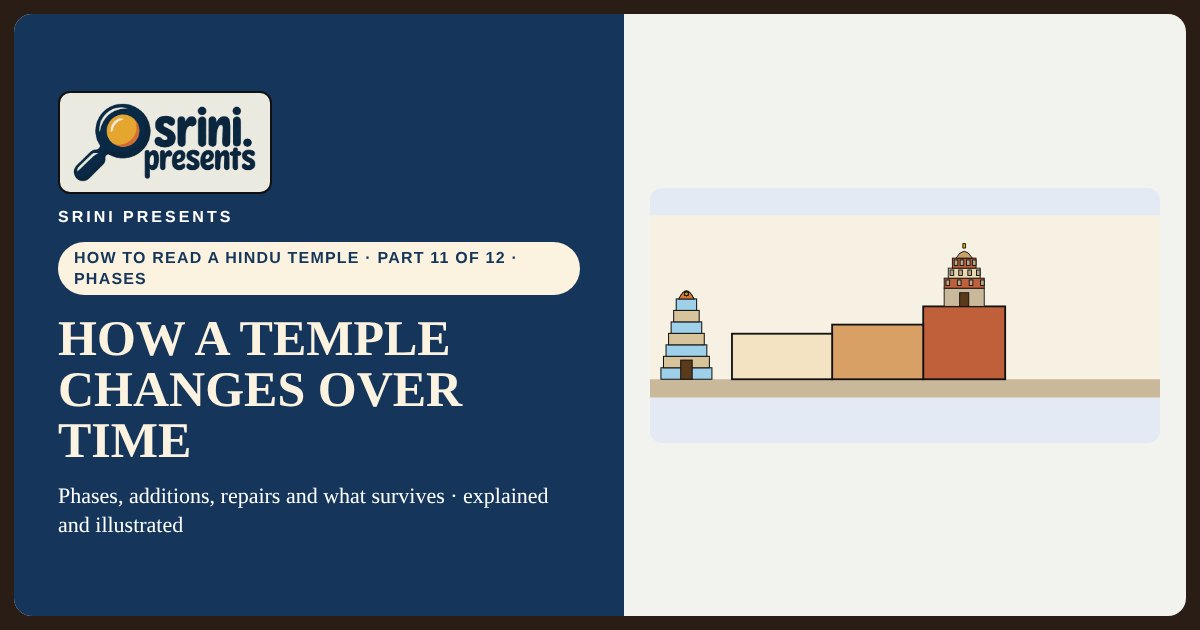 srini.
presents
SRINI PRESENTS
HOW TO READ A HINDU TEMPLE · PART 11 OF 12 ·
PHASES
HOW A TEMPLE
CHANGES OVER
TIME
Phases, additions, repairs and what survives · explained
and illustrated